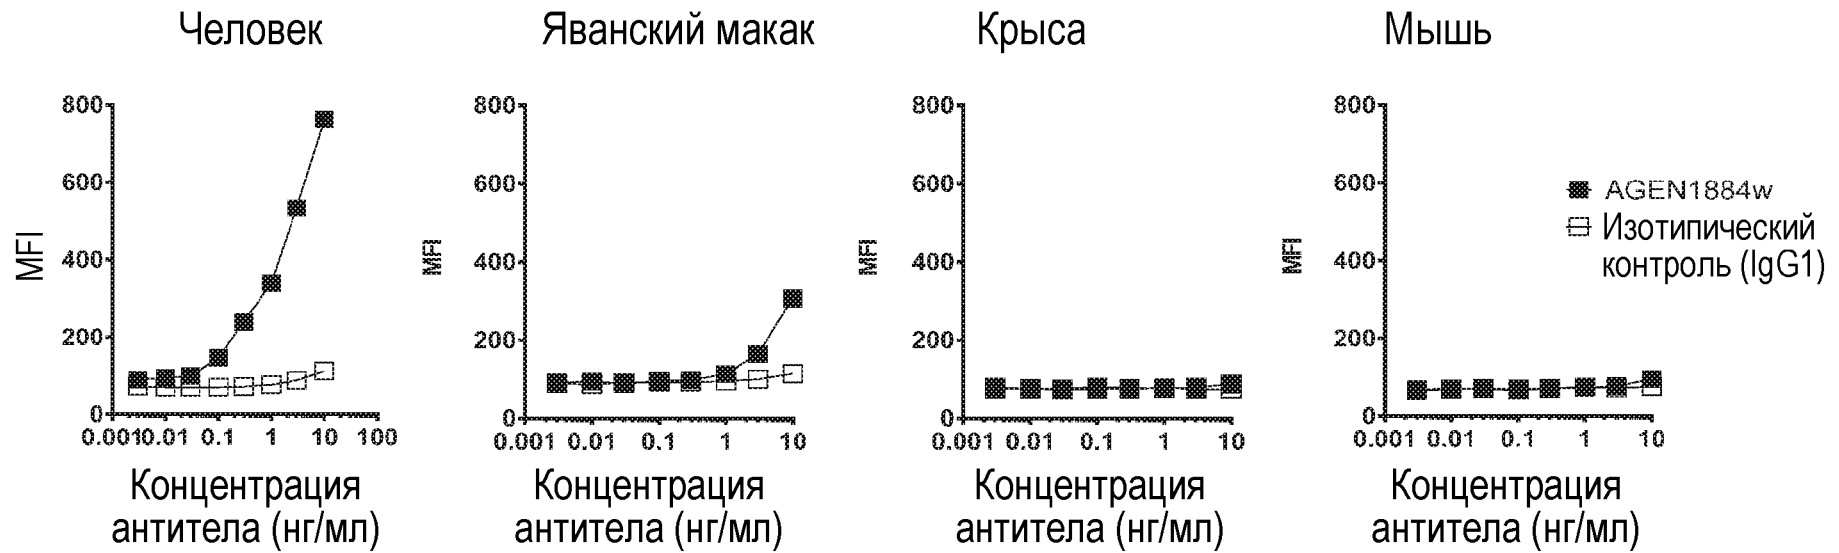 Человек
Яванский макак
Крыса
Мышь
MFI
800
600
400
200
0
0.001
0.01
0.1
1
10
100
Концентрация
антитела (нг/мл)
MFI
800
600
400
200
0
0.001
0.01
0.1
1
10
Концентрация
антитела (нг/мл)
MFI
800
600
400
200
0
0.001
0.01
0.1
1
10
Концентрация
антитела (нг/мл)
MFI
800
600
400
200
0
0.001
0.01
0.1
1
10
Концентрация
антитела (нг/мл)
AGEN1884w
Изотипический
контроль (IgG1)